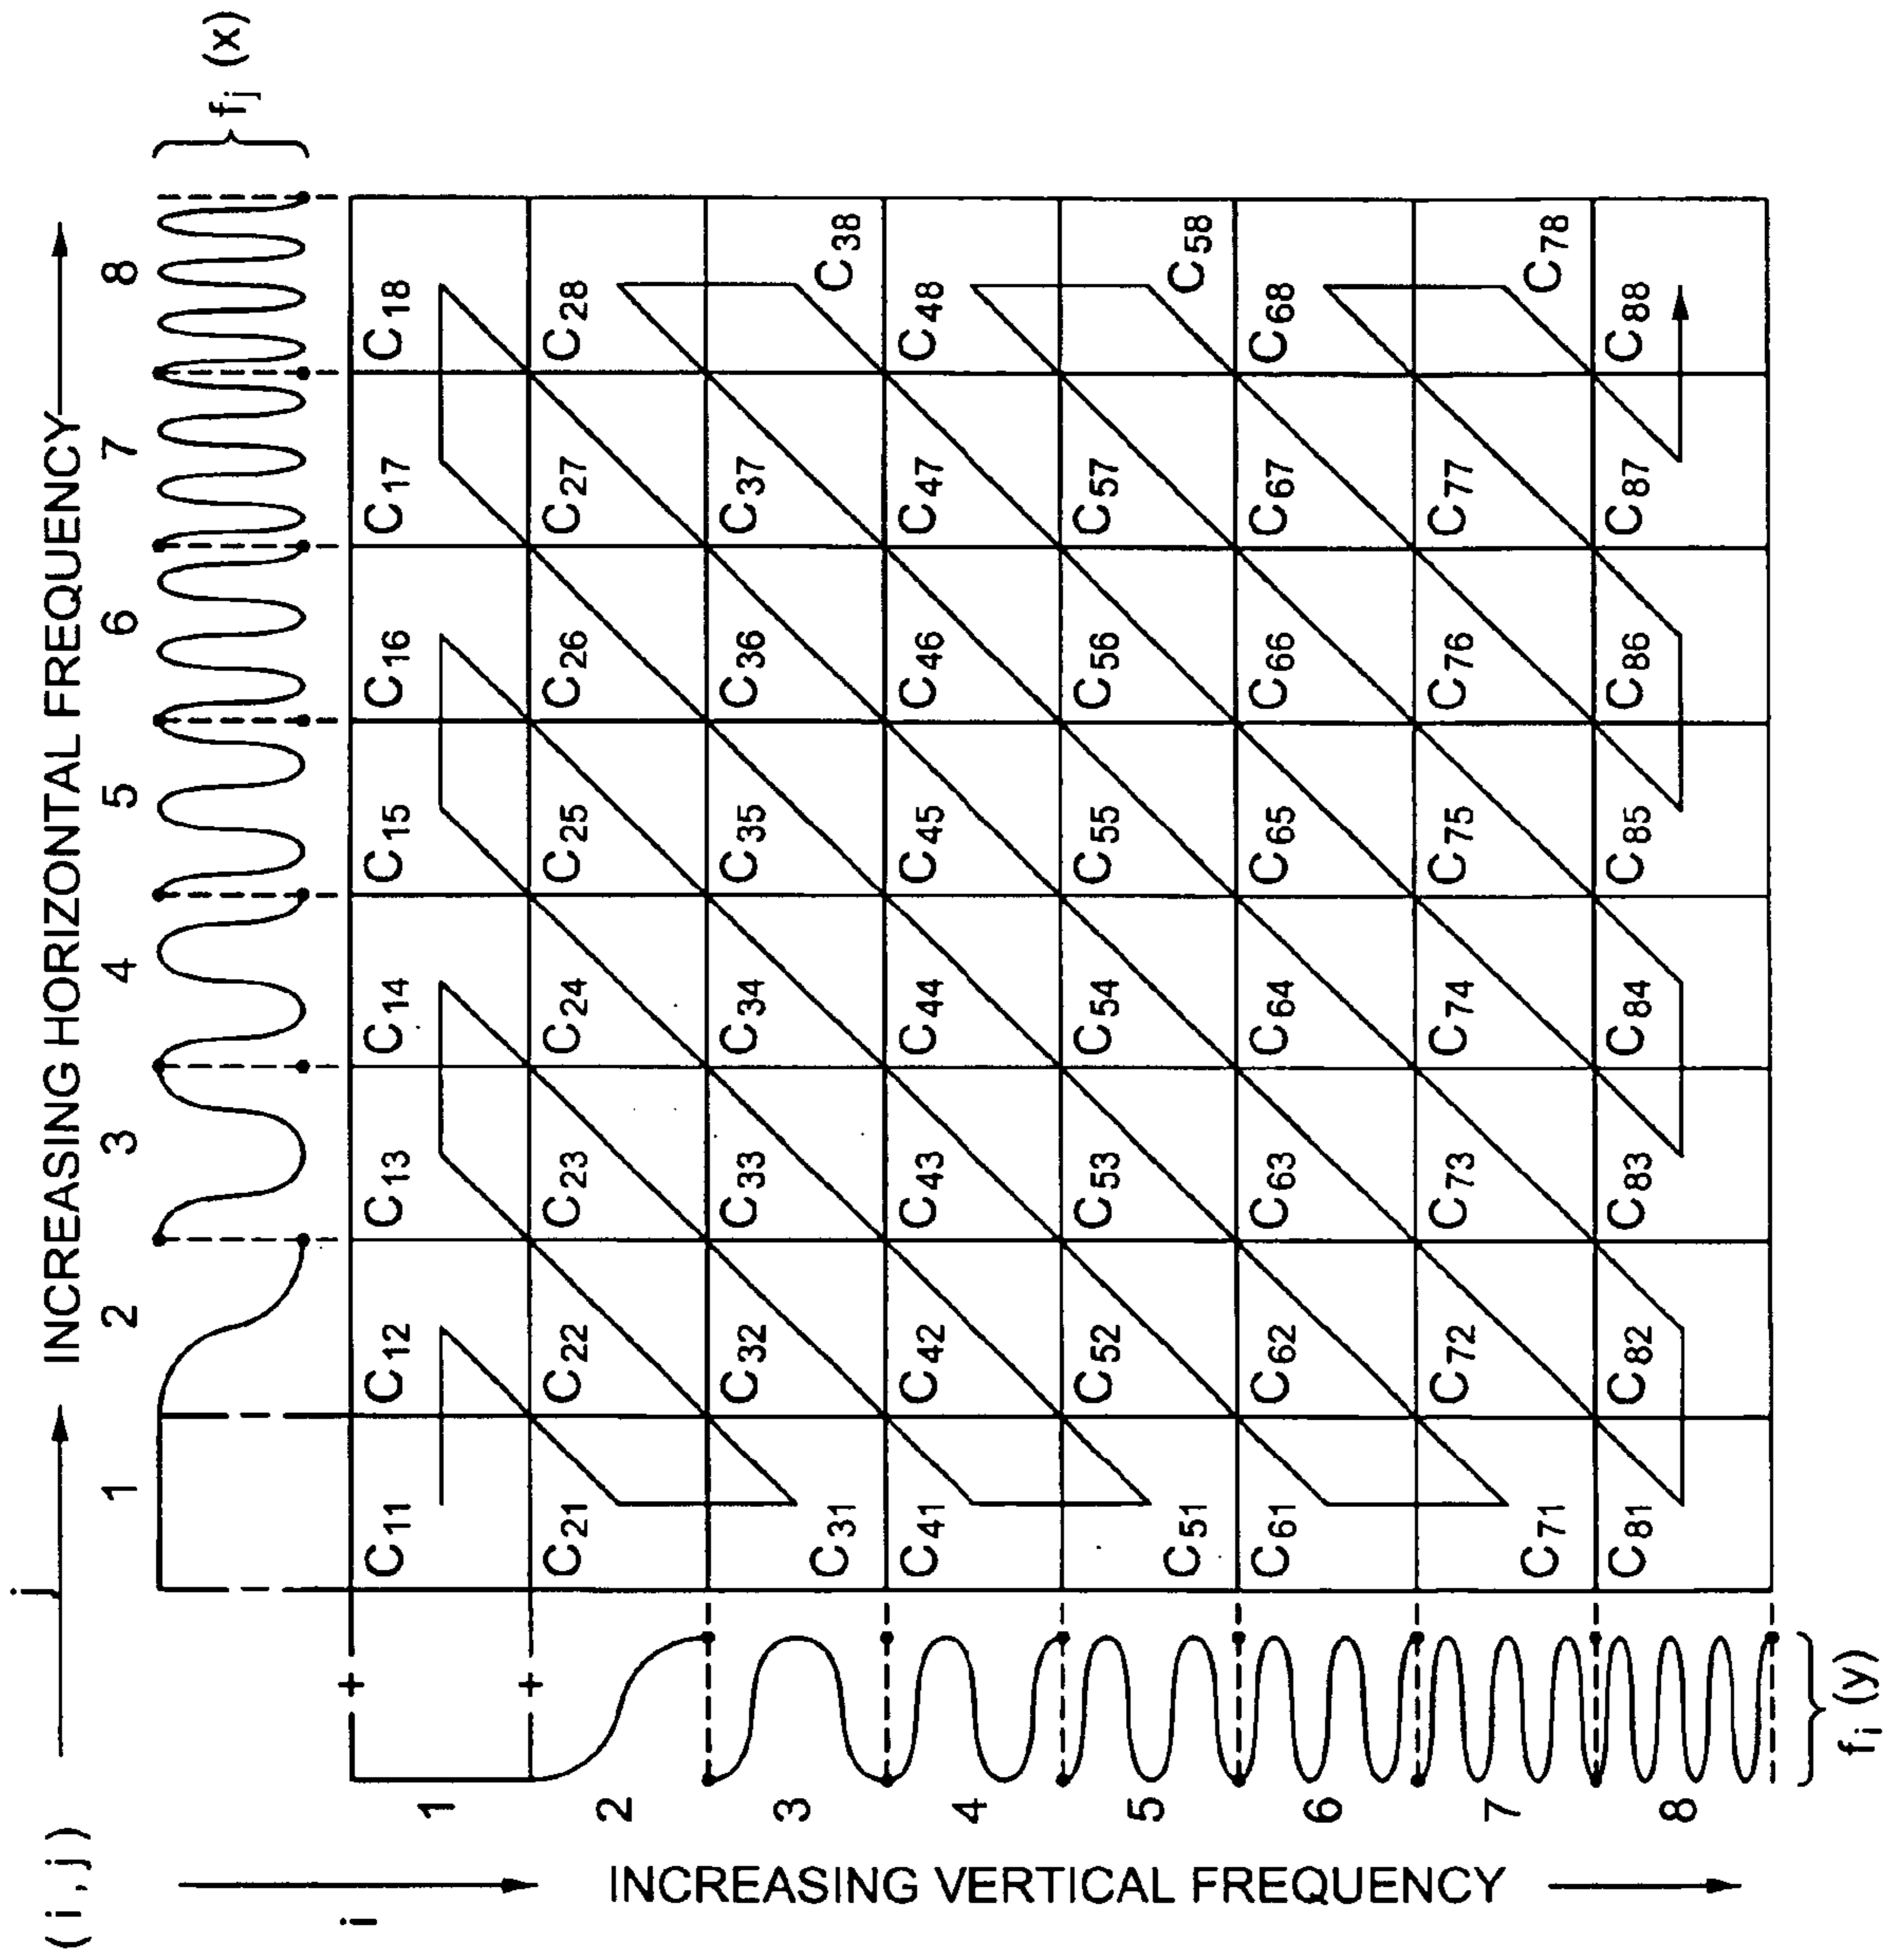 (i,j)
j
INCREASING HORIZONTAL FREQUENCY
1 2 3 4 5 6 7 8
fj (x)
i
INCREASING VERTICAL FREQUENCY
1 C11 C12 C13 C14 C15 C16 C17 C18
2 C21 C22 C23 C24 C25 C26 C27 C28
3 C31 C32 C33 C34 C35 C36 C37 C38
4 C41 C42 C43 C44 C45 C46 C47 C48
5 C51 C52 C53 C54 C55 C56 C57 C58
6 C61 C62 C63 C64 C65 C66 C67 C68
7 C71 C72 C73 C74 C75 C76 C77 C78
8 C81 C82 C83 C84 C85 C86 C87 C88
fi (y)